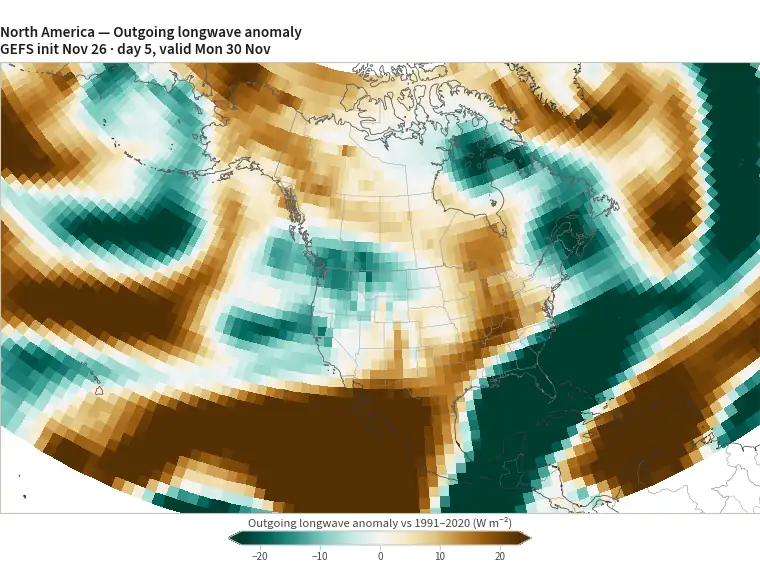 North America — Outgoing longwave anomaly
GEFS init Nov 26 · day 5, valid Mon 30 Nov
Outgoing longwave anomaly vs 1991–2020 (W m⁻²)
−20 −10 0 10 20